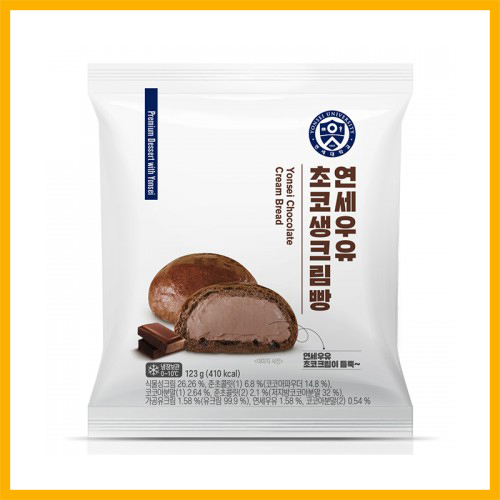 Premium Dessert with Yonsei
YONSEI UNIVERSITY
연세대학교
연세우유
초코생크림빵
Yonsei Chocolate
Cream Bread
연세우유
초코크림이 듬뿍~
냉장보관
0~10℃
123 g (410 kcal)
식물성크림 26.26 %, 준초콜릿(1) 6.8 %(코코아파우더 14.8 %),
코코아분말(1) 2.64 %, 준초콜릿(2) 2.1 %(저지방코코아분말 32 %),
가공유크림 1.58 %(유크림 99.9 %), 연세우유 1.58 %, 코코아분말(2) 0.54 %